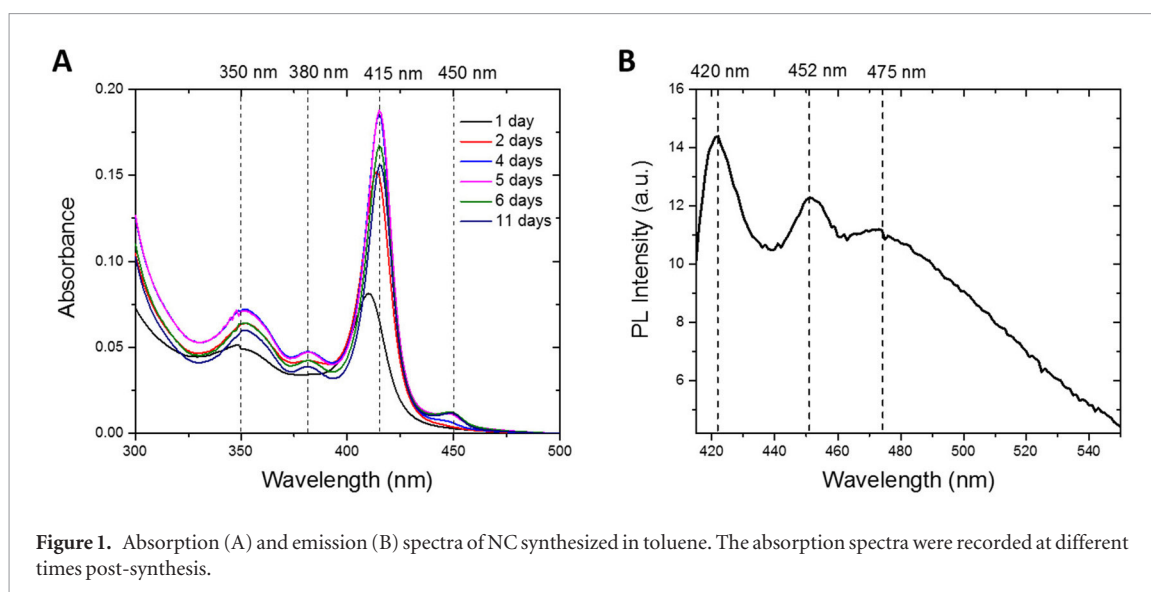 A
350 nm 380 nm 415 nm 450 nm
0.20
0.15
0.10
0.05
0.00
Absorbance
1 day
2 days
4 days
5 days
6 days
11 days
300 350 400 450 500
Wavelength (nm)
B
420 nm 452 nm 475 nm
16
14
12
10
8
6
PL Intensity (a.u.)
420 440 460 480 500 520 540
Wavelength (nm)
Figure 1. Absorption (A) and emission (B) spectra of NC synthesized in toluene. The absorption spectra were recorded at different
times post-synthesis.